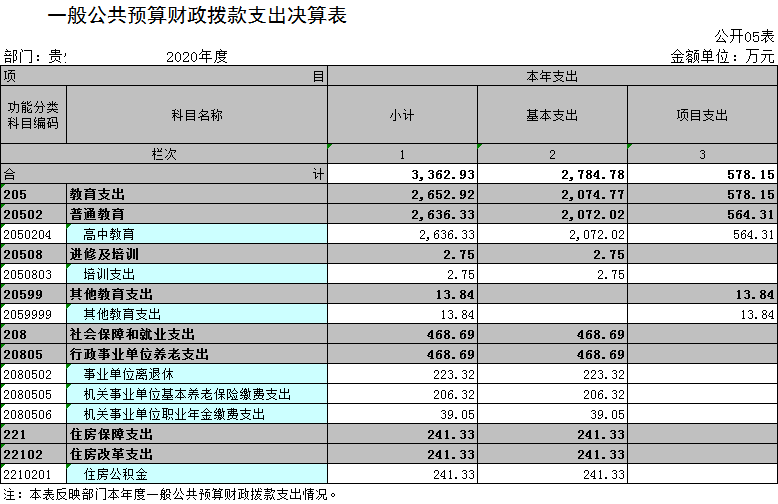 一般公共预算财政拨款支出决算表
公开05表
部门：贵 2020年度 金额单位：万元
项 目 本年支出
功能分类科目编码 科目名称 小计 基本支出 项目支出
栏次 1 2 3
合 计 3,362.93 2,784.78 578.15
205 教育支出 2,652.92 2,074.77 578.15
20502 普通教育 2,636.33 2,072.02 564.31
2050204 高中教育 2,636.33 2,072.02 564.31
20508 进修及培训 2.75 2.75
2050803 培训支出 2.75 2.75
20599 其他教育支出 13.84 13.84
2059999 其他教育支出 13.84 13.84
208 社会保障和就业支出 468.69 468.69
20805 行政事业单位养老支出 468.69 468.69
2080502 事业单位离退休 223.32 223.32
2080505 机关事业单位基本养老保险缴费支出 206.32 206.32
2080506 机关事业单位职业年金缴费支出 39.05 39.05
221 住房保障支出 241.33 241.33
22102 住房改革支出 241.33 241.33
2210201 住房公积金 241.33 241.33
注：本表反映部门本年度一般公共预算财政拨款支出情况。